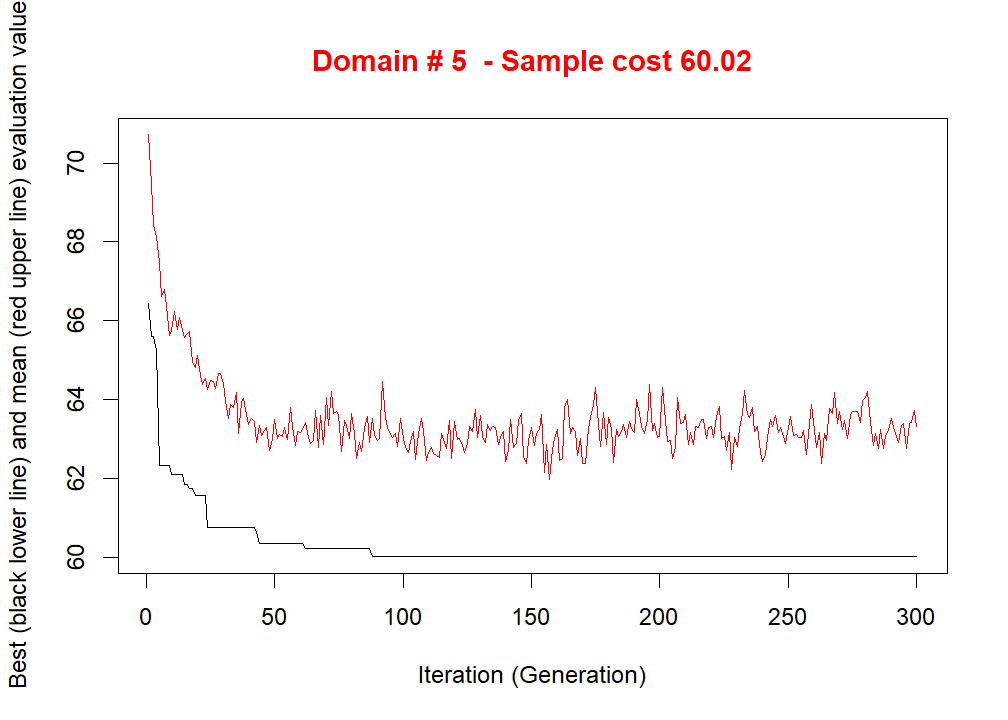 Domain # 5  - Sample cost 60.02
Best (black lower line) and mean (red upper line) evaluation value
70
68
66
64
62
60
0 50 100 150 200 250 300
Iteration (Generation)